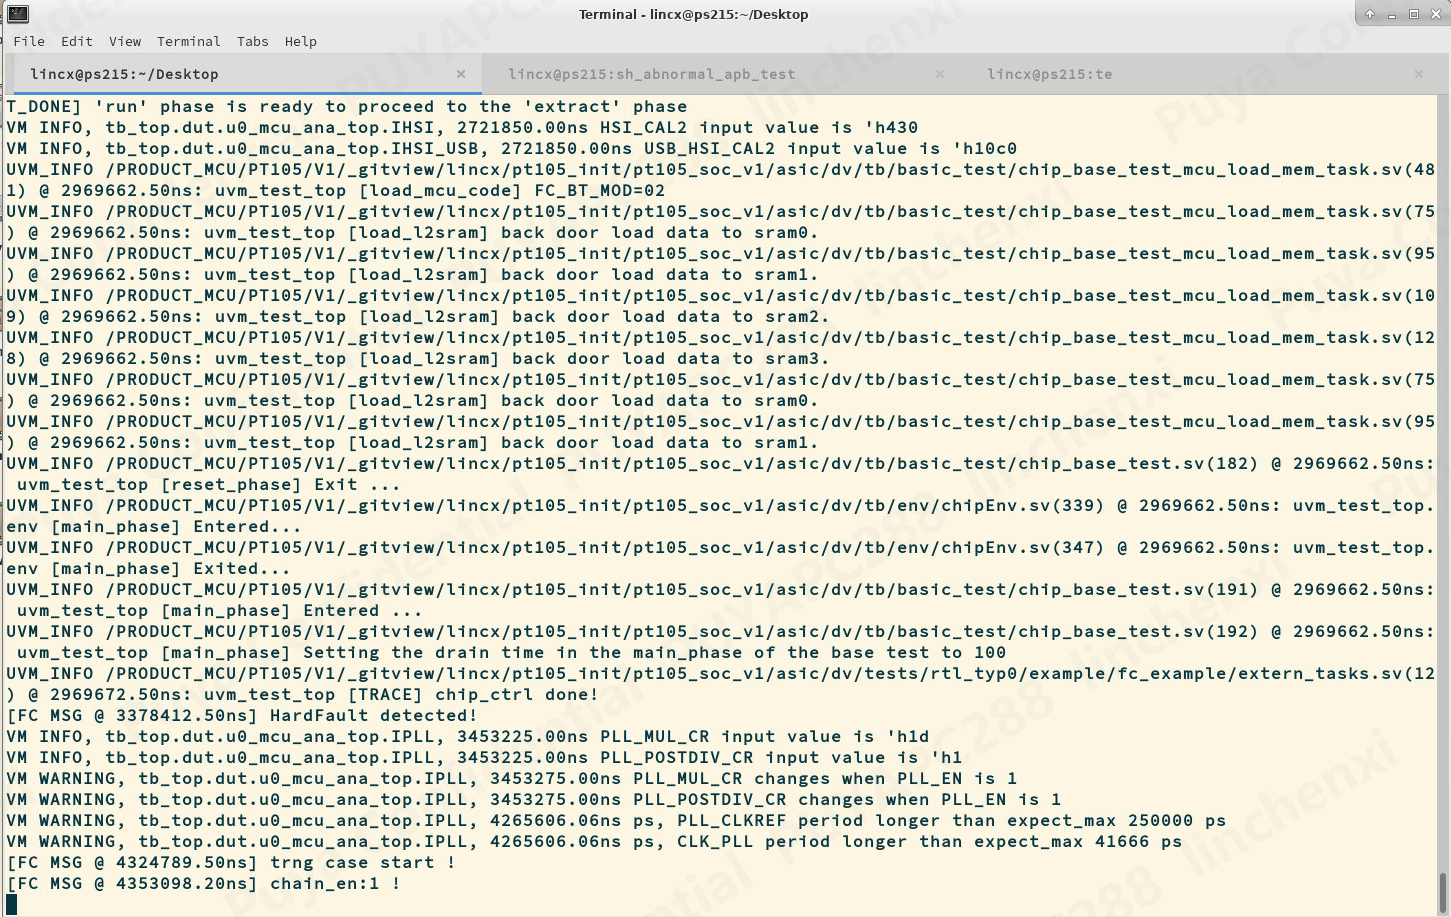 Terminal - lincx@ps215:~/Desktop
File Edit View Terminal Tabs Help
lincx@ps215:~/Desktop × lincx@ps215:sh_abnormal_apb_test × lincx@ps215:te ×
T_DONE] 'run' phase is ready to proceed to the 'extract' phase
VM INFO, tb_top.dut.u0_mcu_ana_top.IHSI, 2721850.00ns HSI_CAL2 input value is 'h430
VM INFO, tb_top.dut.u0_mcu_ana_top.IHSI_USB, 2721850.00ns USB_HSI_CAL2 input value is 'h10c0
UVM_INFO /PRODUCT_MCU/PT105/V1/_gitview/lincx/pt105_init/pt105_soc_v1/asic/dv/tb/basic_test/chip_base_test_mcu_load_mem_task.sv(48
1) @ 2969662.50ns: uvm_test_top [load_mcu_code] FC_BT_MOD=02
UVM_INFO /PRODUCT_MCU/PT105/V1/_gitview/lincx/pt105_init/pt105_soc_v1/asic/dv/tb/basic_test/chip_base_test_mcu_load_mem_task.sv(75
) @ 2969662.50ns: uvm_test_top [load_l2sram] back door load data to sram0.
UVM_INFO /PRODUCT_MCU/PT105/V1/_gitview/lincx/pt105_init/pt105_soc_v1/asic/dv/tb/basic_test/chip_base_test_mcu_load_mem_task.sv(95
) @ 2969662.50ns: uvm_test_top [load_l2sram] back door load data to sram1.
UVM_INFO /PRODUCT_MCU/PT105/V1/_gitview/lincx/pt105_init/pt105_soc_v1/asic/dv/tb/basic_test/chip_base_test_mcu_load_mem_task.sv(10
9) @ 2969662.50ns: uvm_test_top [load_l2sram] back door load data to sram2.
UVM_INFO /PRODUCT_MCU/PT105/V1/_gitview/lincx/pt105_init/pt105_soc_v1/asic/dv/tb/basic_test/chip_base_test_mcu_load_mem_task.sv(12
8) @ 2969662.50ns: uvm_test_top [load_l2sram] back door load data to sram3.
UVM_INFO /PRODUCT_MCU/PT105/V1/_gitview/lincx/pt105_init/pt105_soc_v1/asic/dv/tb/basic_test/chip_base_test_mcu_load_mem_task.sv(75
) @ 2969662.50ns: uvm_test_top [load_l2sram] back door load data to sram0.
UVM_INFO /PRODUCT_MCU/PT105/V1/_gitview/lincx/pt105_init/pt105_soc_v1/asic/dv/tb/basic_test/chip_base_test_mcu_load_mem_task.sv(95
) @ 2969662.50ns: uvm_test_top [load_l2sram] back door load data to sram1.
UVM_INFO /PRODUCT_MCU/PT105/V1/_gitview/lincx/pt105_init/pt105_soc_v1/asic/dv/tb/basic_test/chip_base_test.sv(182) @ 2969662.50ns:
uvm_test_top [reset_phase] Exit ...
UVM_INFO /PRODUCT_MCU/PT105/V1/_gitview/lincx/pt105_init/pt105_soc_v1/asic/dv/tb/env/chipEnv.sv(339) @ 2969662.50ns: uvm_test_top.
env [main_phase] Entered...
UVM_INFO /PRODUCT_MCU/PT105/V1/_gitview/lincx/pt105_init/pt105_soc_v1/asic/dv/tb/env/chipEnv.sv(347) @ 2969662.50ns: uvm_test_top.
env [main_phase] Exited...
UVM_INFO /PRODUCT_MCU/PT105/V1/_gitview/lincx/pt105_init/pt105_soc_v1/asic/dv/tb/basic_test/chip_base_test.sv(191) @ 2969662.50ns:
uvm_test_top [main_phase] Entered ...
UVM_INFO /PRODUCT_MCU/PT105/V1/_gitview/lincx/pt105_init/pt105_soc_v1/asic/dv/tb/basic_test/chip_base_test.sv(192) @ 2969662.50ns:
uvm_test_top [main_phase] Setting the drain time in the main_phase of the base test to 100
UVM_INFO /PRODUCT_MCU/PT105/V1/_gitview/lincx/pt105_init/pt105_soc_v1/asic/dv/tests/rtl_typ0/example/fc_example/extern_tasks.sv(12
) @ 2969672.50ns: uvm_test_top [TRACE] chip_ctrl done!
[FC MSG @ 3378412.50ns] HardFault detected!
VM INFO, tb_top.dut.u0_mcu_ana_top.IPLL, 3453225.00ns PLL_MUL_CR input value is 'h1d
VM INFO, tb_top.dut.u0_mcu_ana_top.IPLL, 3453225.00ns PLL_POSTDIV_CR input value is 'h1
VM WARNING, tb_top.dut.u0_mcu_ana_top.IPLL, 3453275.00ns PLL_MUL_CR changes when PLL_EN is 1
VM WARNING, tb_top.dut.u0_mcu_ana_top.IPLL, 3453275.00ns PLL_POSTDIV_CR changes when PLL_EN is 1
VM WARNING, tb_top.dut.u0_mcu_ana_top.IPLL, 4265606.06ns ps, PLL_CLKREF period longer than expect_max 250000 ps
VM WARNING, tb_top.dut.u0_mcu_ana_top.IPLL, 4265606.06ns ps, CLK_PLL period longer than expect_max 41666 ps
[FC MSG @ 4324789.50ns] trng case start !
[FC MSG @ 4353098.20ns] chain_en:1 !